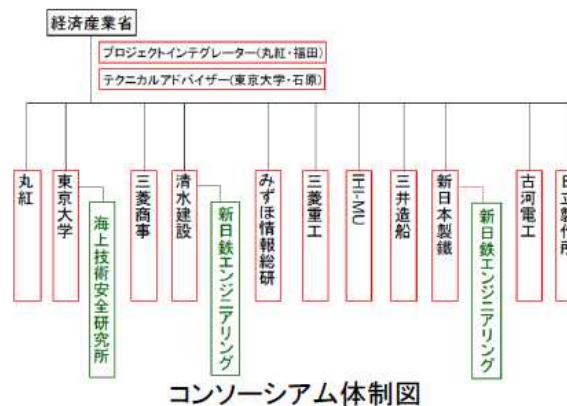 経済産業省
プロジェクトインテグレーター(丸紅・福田)
テクニカルアドバイザー(東京大学・石原)
丸紅
東京大学
海上技術安全研究所
三菱商事
清水建設
新日鉄エンジニアリング
みずほ情報総研
三菱重工
IHI-MU
三井造船
新日本製鐵
新日鉄エンジニアリング
古河電工
日立製作所
コンソーシアム体制図